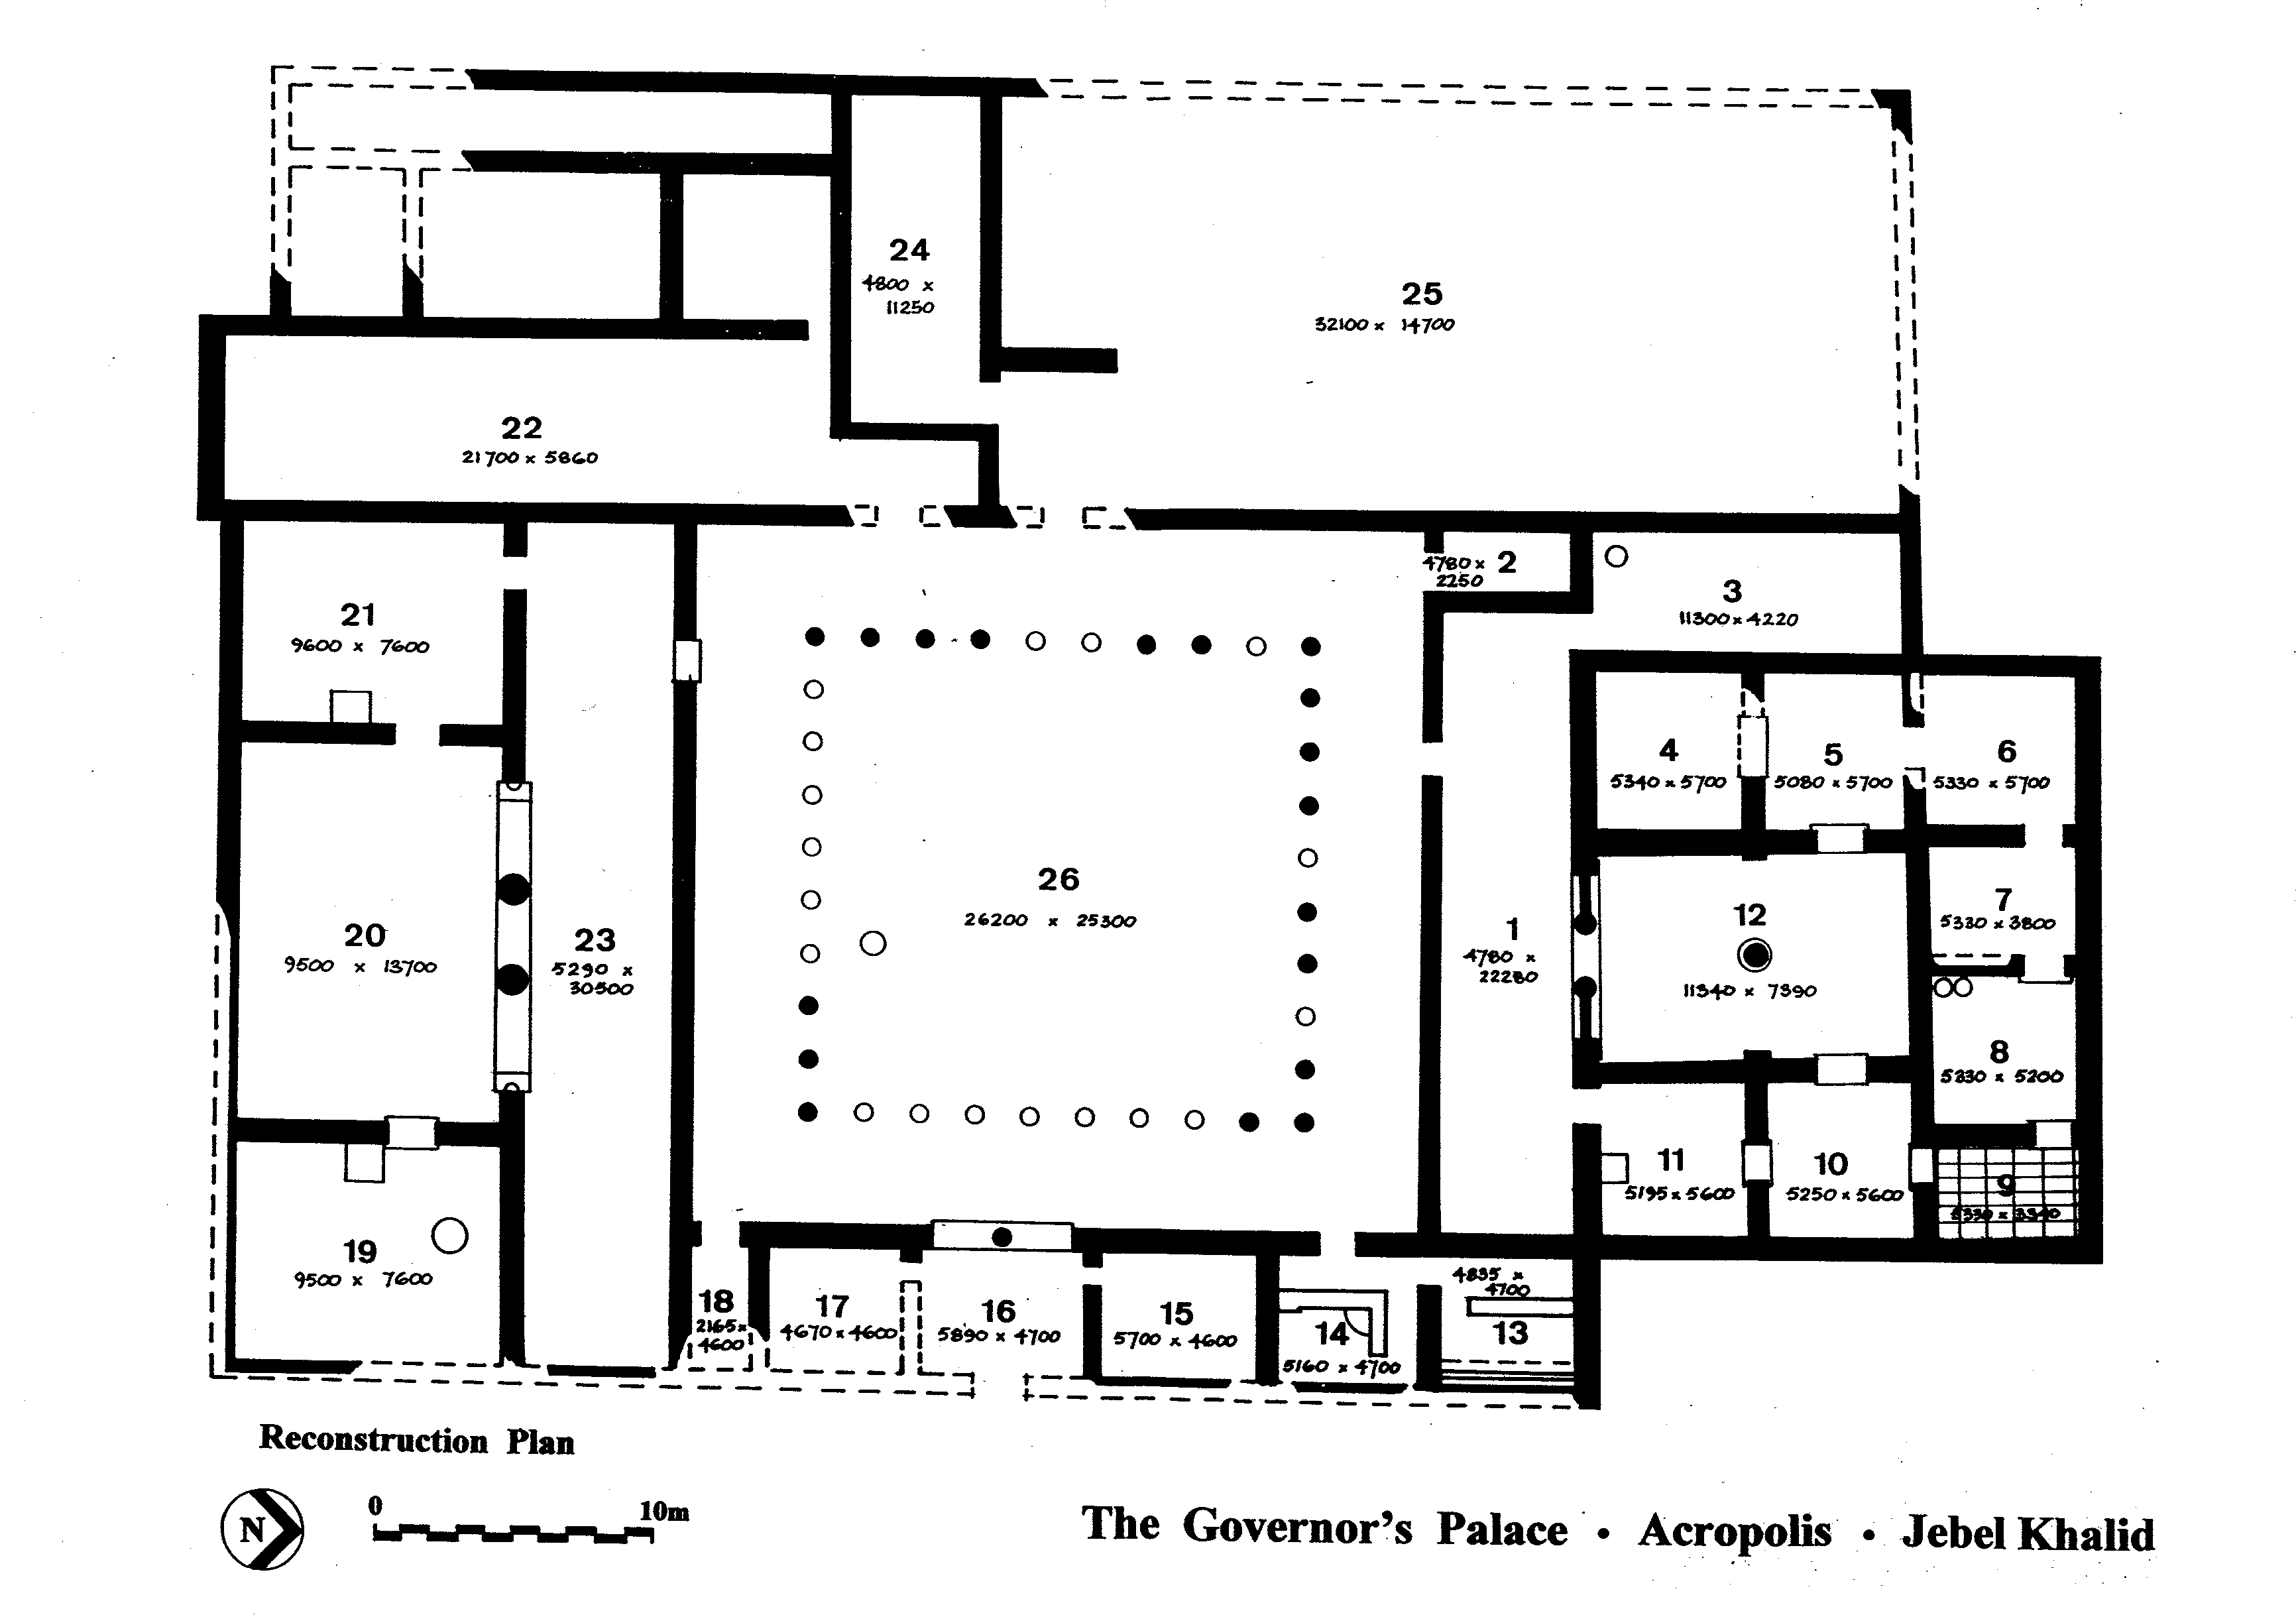 24
4800 x
11250
25
32100 x 14700
22
21700 x 5860
4780 x 2
2250
3
11300 x 4220
21
9600 x 7600
4
5340 x 5700
5
5080 x 5700
6
5330 x 5700
26
26200 x 25300
20
9500 x 13700
23
5290 x
30500
1
4780 x
22280
12
11340 x 7390
7
5330 x 3800
8
5330 x 5200
11
5195 x 5600
10
5250 x 5600
9
5330 x 3340
19
9500 x 7600
18
2165 x
4600
17
4670 x 4600
16
5890 x 4700
15
5700 x 4600
14
5160 x 4700
4835 x
4700
13
Reconstruction Plan
N
0 10m
The Governor's Palace · Acropolis · Jebel Khalid